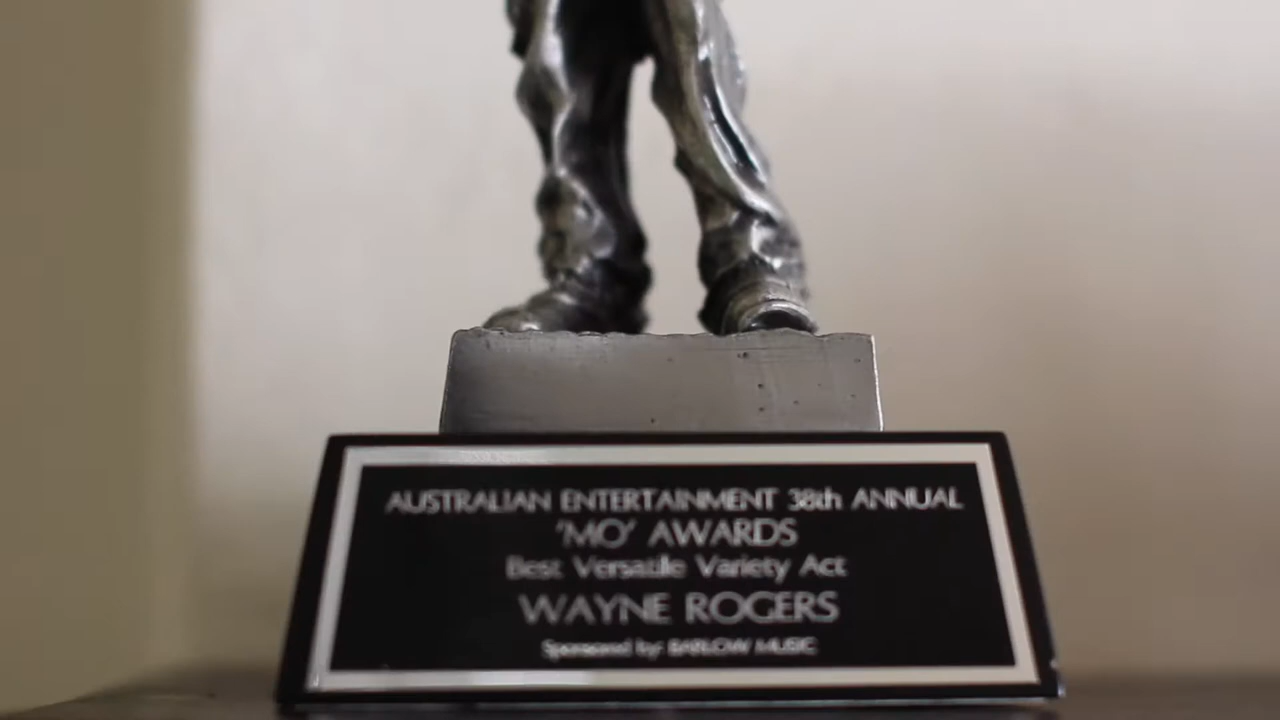 AUSTRALIAN ENTERTAINMENT 38th ANNUAL
'MO' AWARDS
Best Versatile Variety Act
WAYNE ROGERS
Sponsored by: BARLOW MUSIC